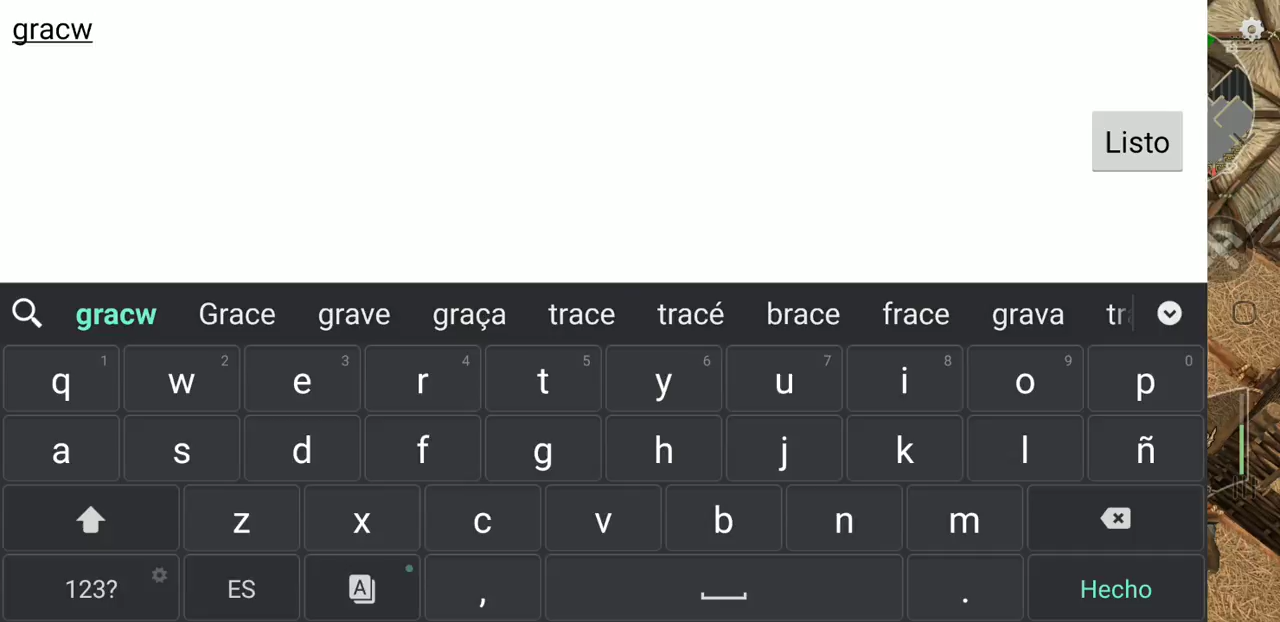 gracw
Listo
gracw Grace grave graça trace tracé brace frace grava
q 1 w 2 e 3 r 4 t 5 y 6 u 7 i 8 o 9 p 0
a s d f g h j k l ñ
z x c v b n m
123? ES A , . Hecho